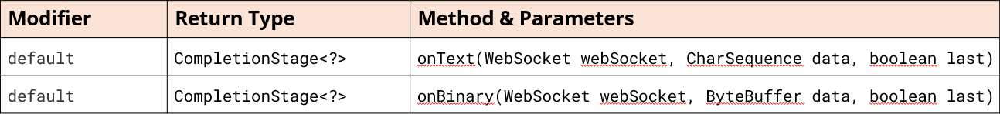 Modifier Return Type Method & Parameters
default CompletionStage<?> onText(WebSocket webSocket, CharSequence data, boolean last)
default CompletionStage<?> onBinary(WebSocket webSocket, ByteBuffer data, boolean last)